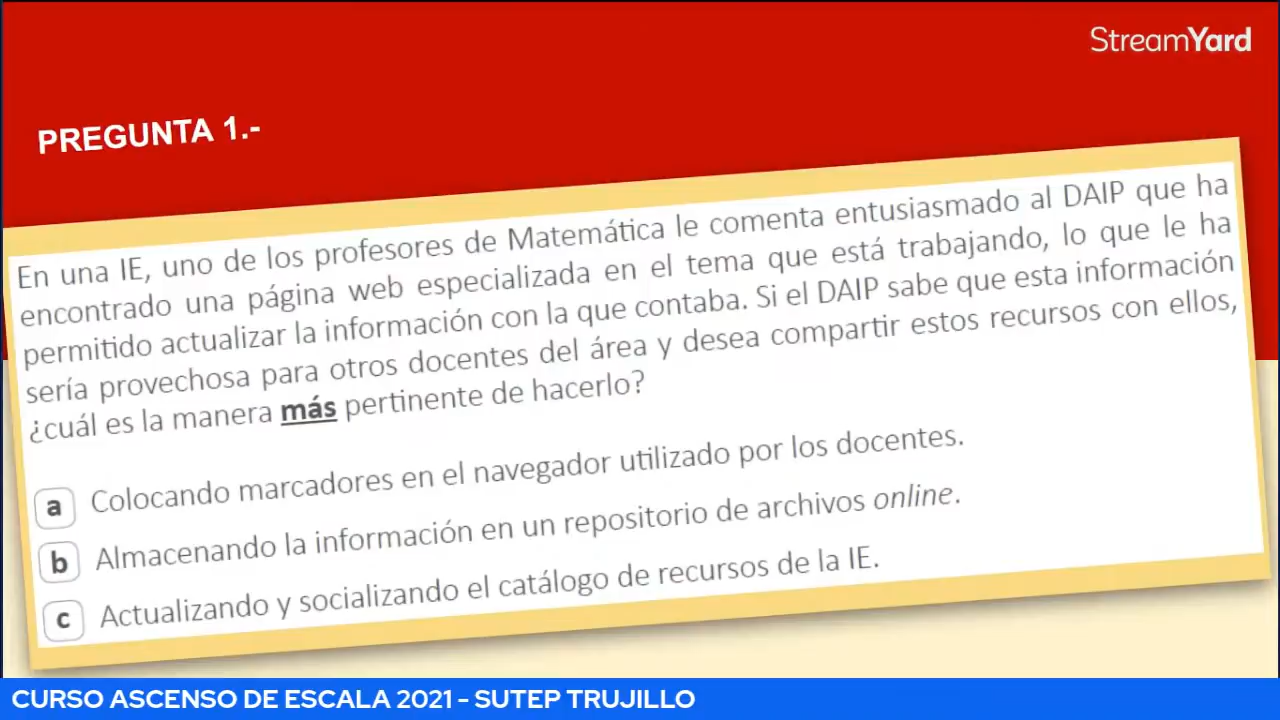 StreamYard
PREGUNTA 1.-
En una IE, uno de los profesores de Matemática le comenta entusiasmado al DAIP que ha
encontrado una página web especializada en el tema que está trabajando, lo que le ha
permitido actualizar la información con la que contaba. Si el DAIP sabe que esta información
sería provechosa para otros docentes del área y desea compartir estos recursos con ellos,
¿cuál es la manera más pertinente de hacerlo?
a Colocando marcadores en el navegador utilizado por los docentes.
b Almacenando la información en un repositorio de archivos online.
c Actualizando y socializando el catálogo de recursos de la IE.
CURSO ASCENSO DE ESCALA 2021 - SUTEP TRUJILLO